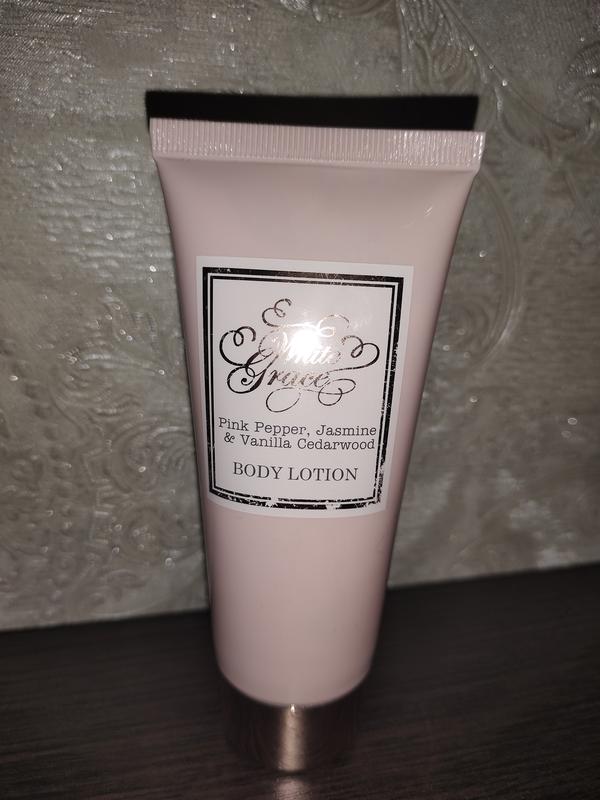 White
Grace
Pink Pepper, Jasmine
& Vanilla Cedarwood
BODY LOTION